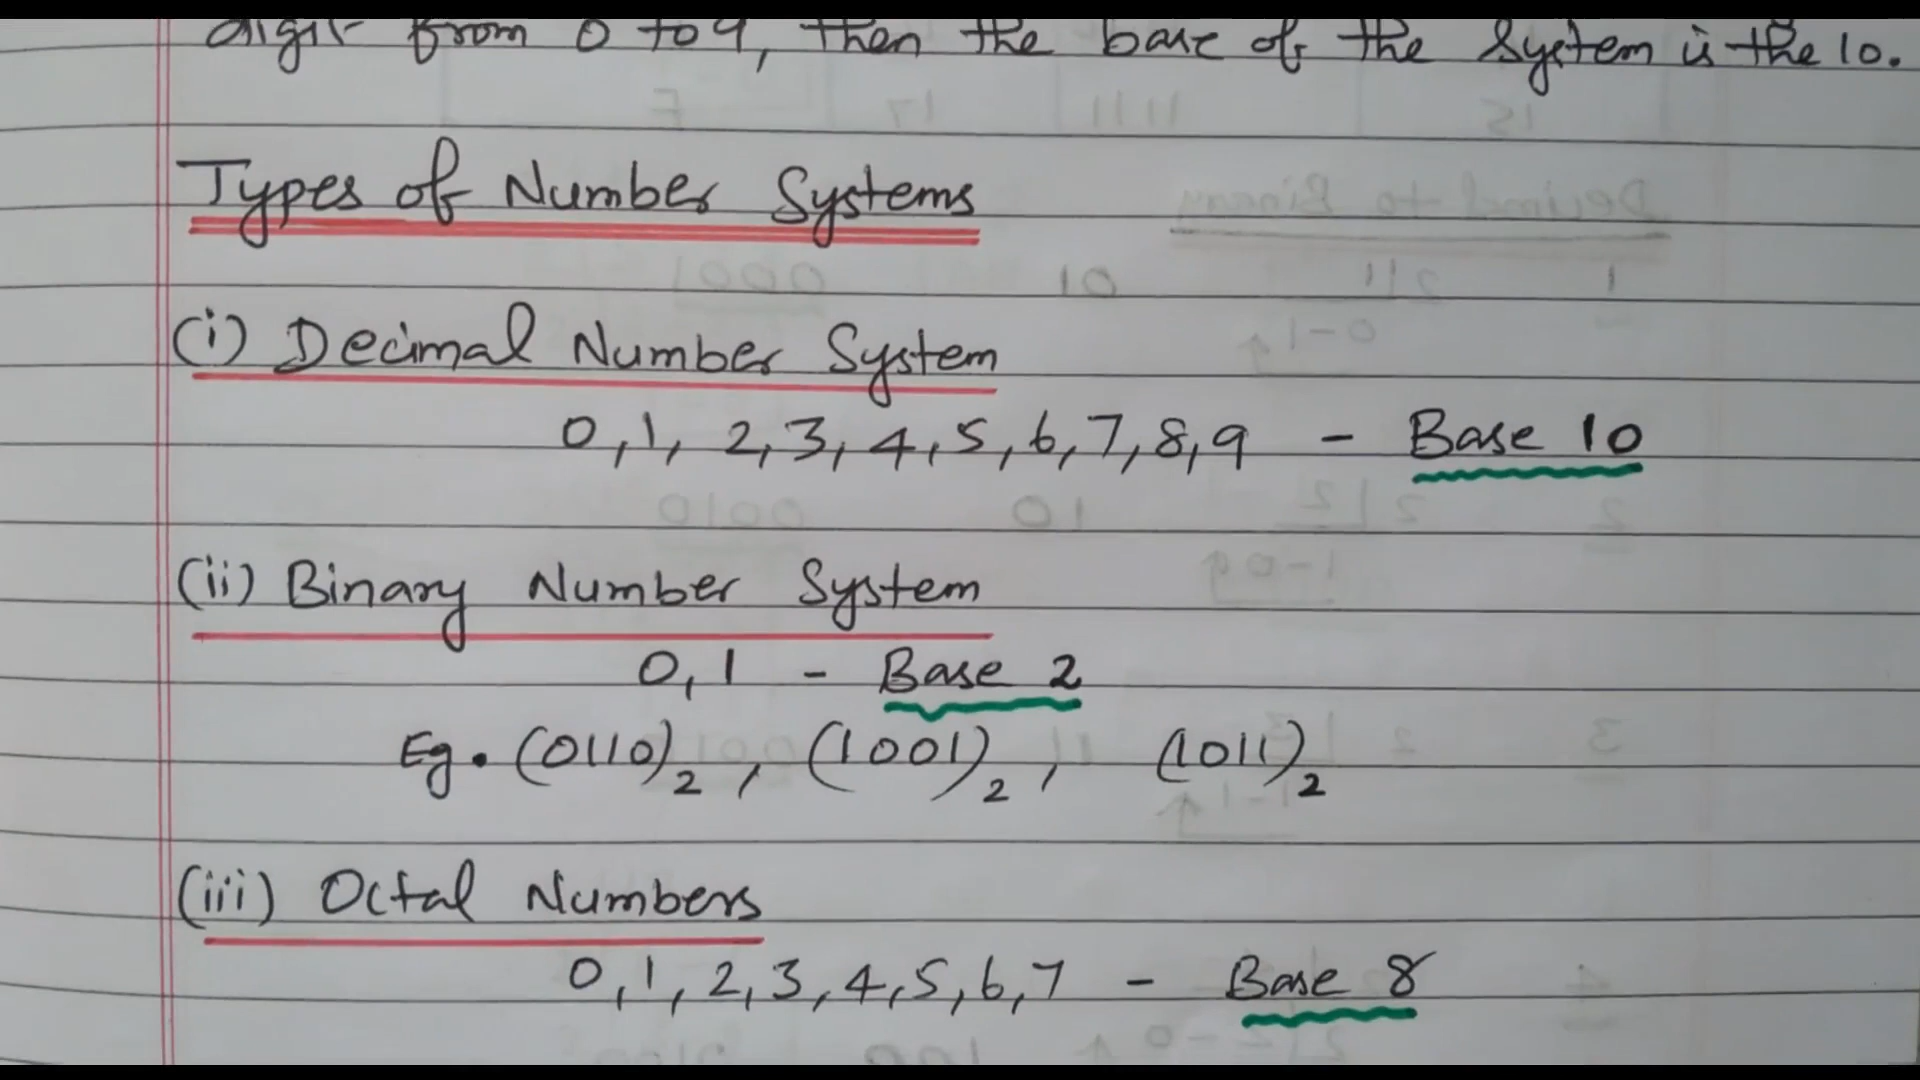 digit from 0 to 9, then the base of the System is the 10.
Types of Number Systems
(i) Decimal Number System
0, 1, 2, 3, 4, 5, 6, 7, 8, 9 - Base 10
(ii) Binary Number System
0, 1 - Base 2
Eg. (0110)₂, (1001)₂, (1011)₂
(iii) Octal Numbers
0, 1, 2, 3, 4, 5, 6, 7 - Base 8